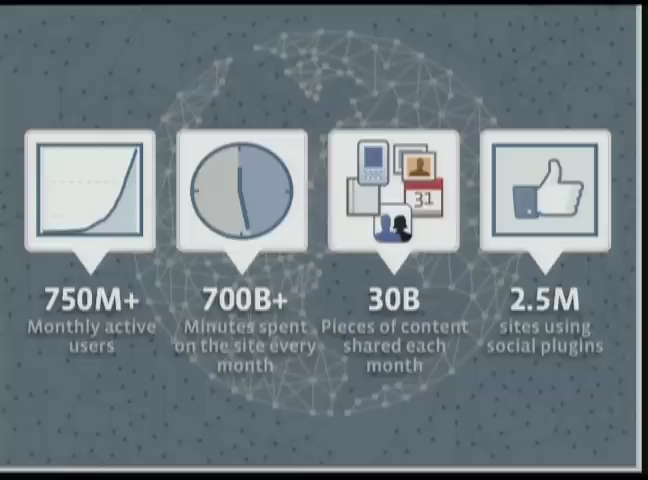 31
750M+
Monthly active
users
700B+
Minutes spent
on the site every
month
30B
Pieces of content
shared each
month
2.5M
sites using
social plugins